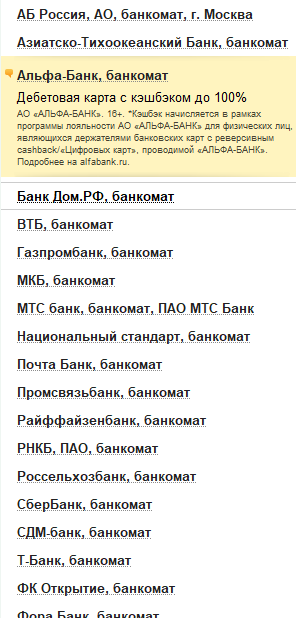 АБ Россия, АО, банкомат, г. Москва
Азиатско-Тихоокеанский Банк, банкомат
Альфа-Банк, банкомат
Дебетовая карта с кэшбэком до 100%
АО «АЛЬФА-БАНК». 16+. *Кэшбэк начисляется в рамках
программы лояльности АО «АЛЬФА-БАНК» для физических лиц,
являющихся держателями банковских карт с реверсивным
cashback/«Цифровых карт», проводимой «АЛЬФА-БАНК».
Подробнее на alfabank.ru.
Банк Дом.РФ, банкомат
ВТБ, банкомат
Газпромбанк, банкомат
МКБ, банкомат
МТС банк, банкомат, ПАО МТС Банк
Национальный стандарт, банкомат
Почта Банк, банкомат
Промсвязьбанк, банкомат
Райффайзенбанк, банкомат
РНКБ, ПАО, банкомат
Россельхозбанк, банкомат
СберБанк, банкомат
СДМ-банк, банкомат
Т-Банк, банкомат
ФК Открытие, банкомат
Фора Банк, банкомат